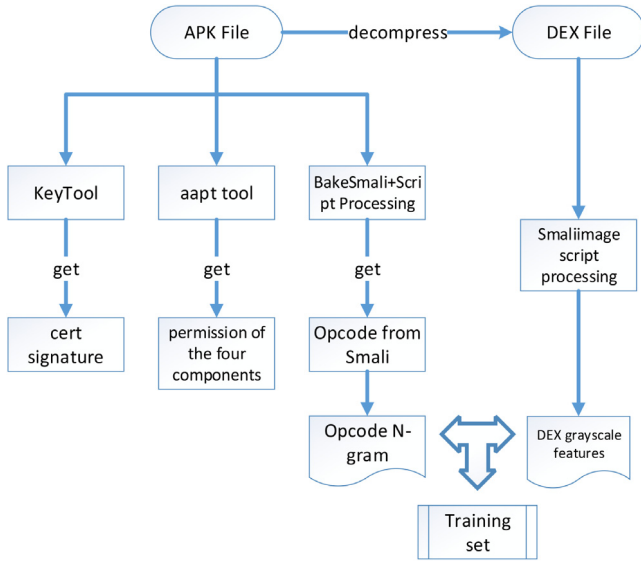 APK File
decompress
DEX File
KeyTool
aapt tool
BakeSmali+Scri
pt Processing
Smaliimage
script
processing
get
get
get
cert
signature
permission of
the four
components
Opcode from
Smali
Opcode N-
gram
DEX grayscale
features
Training
set